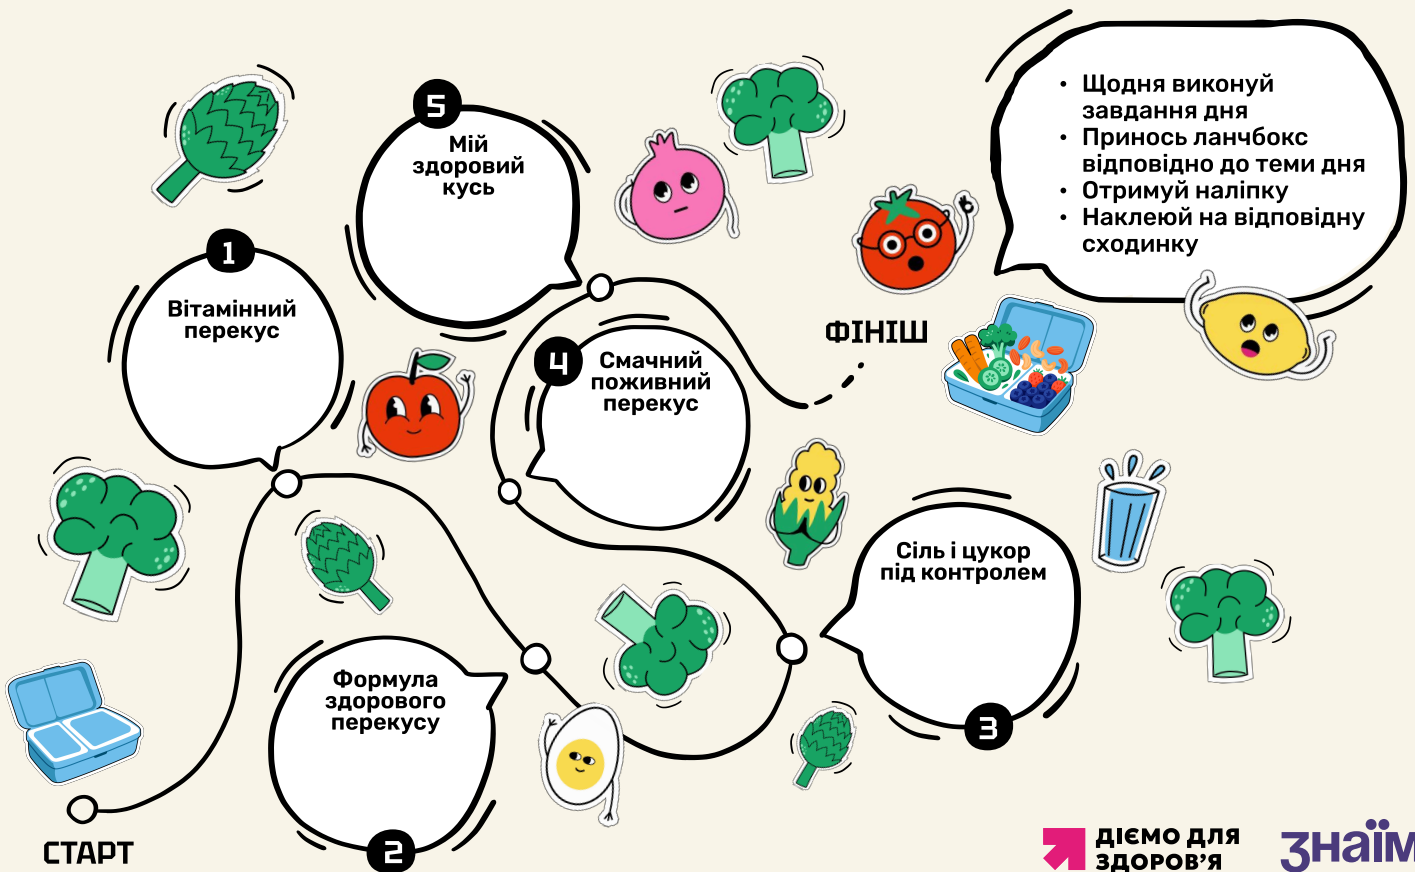 5
Мій
здоровий
кусь
• Щодня виконуй
завдання дня
• Принось ланчбокс
відповідно до теми дня
• Отримуй наліпку
• Наклеюй на відповідну
сходинку
1
Вітамінний
перекус
ФІНІШ
4
Смачний
поживний
перекус
Сіль і цукор
під контролем
3
Формула
здорового
перекусу
2
СТАРТ
ДІЄМО ДЛЯ
ЗДОРОВ'Я
знаїм